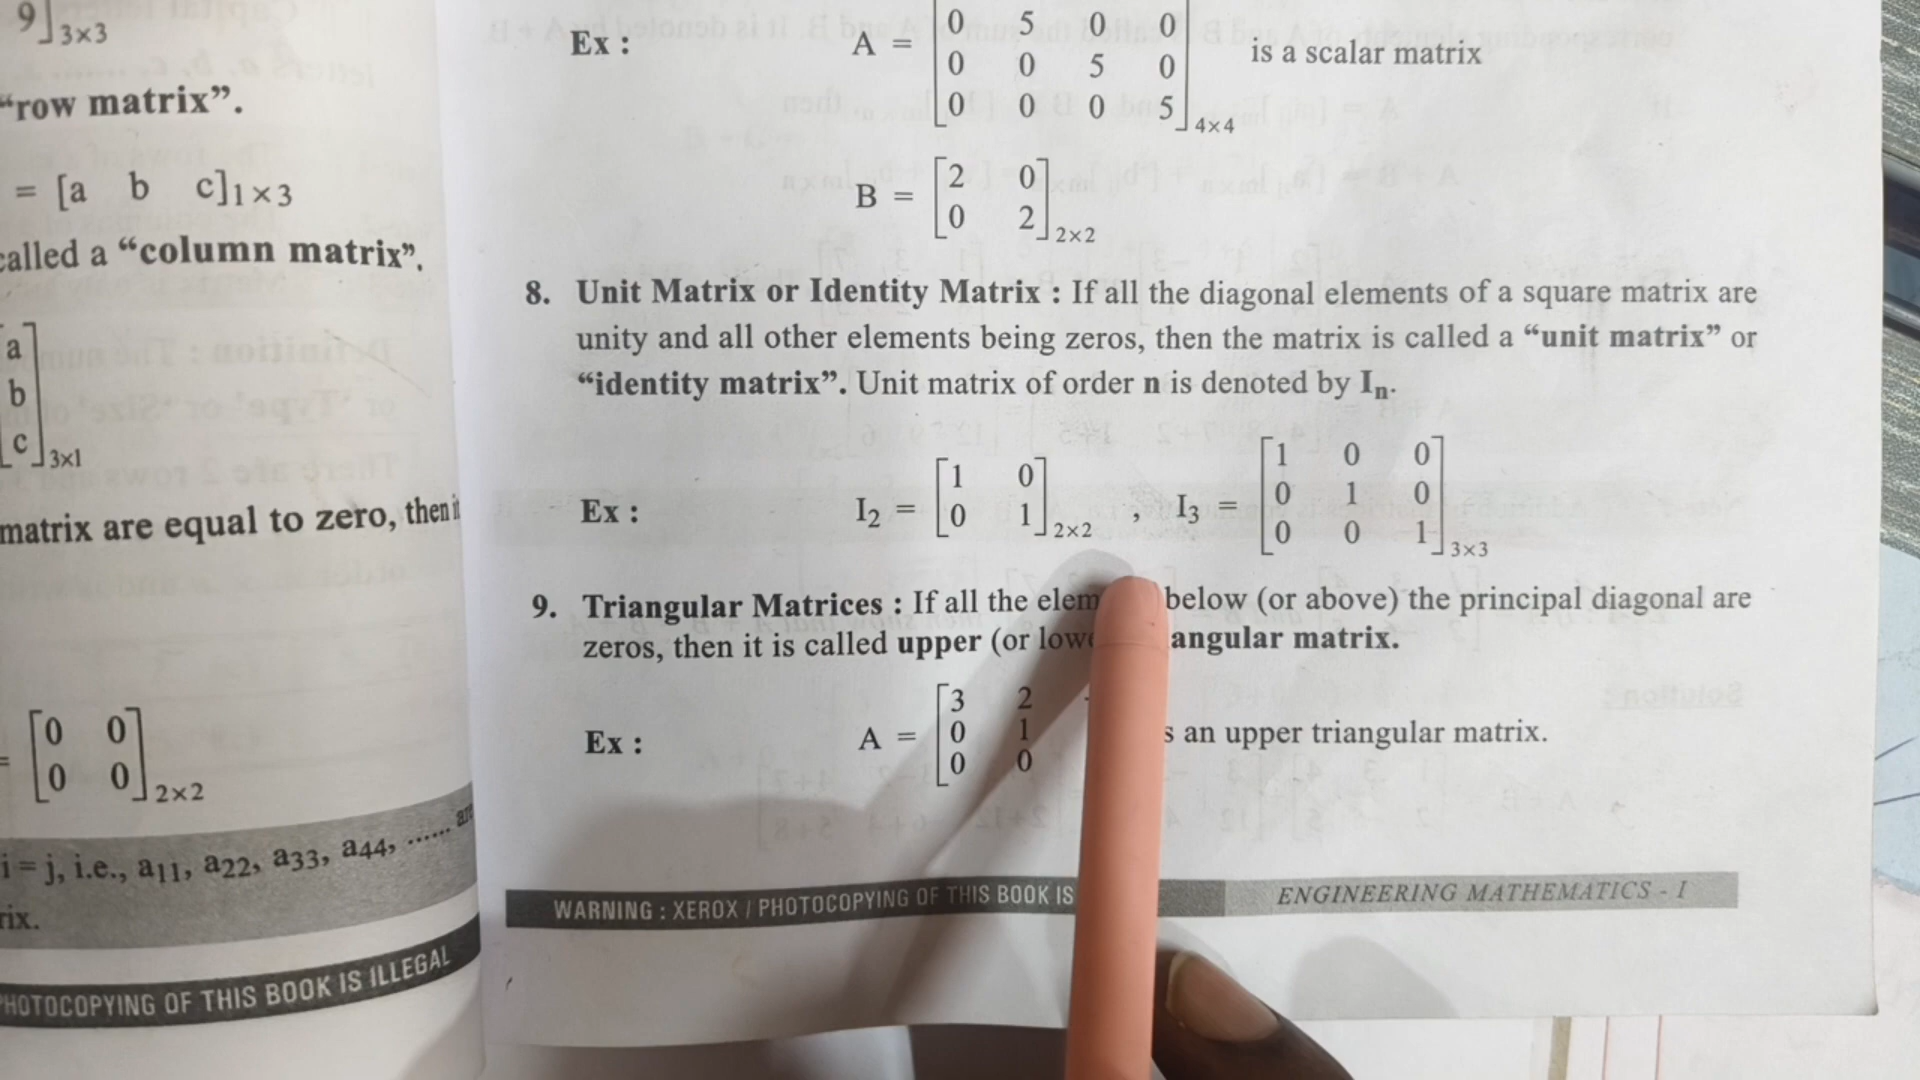 9]3×3
“row matrix”.
= [a b c]1×3
called a “column matrix”.
a
b
c 3×1
matrix are equal to zero, then it
= [0 0
0 0]2×2
i = j, i.e., a11, a22, a33, a44, ...... are
rix.
PHOTOCOPYING OF THIS BOOK IS ILLEGAL
0 5 0 0
Ex : A = 0 0 5 0 is a scalar matrix
0 0 0 5 4×4
B = [2 0
0 2]2×2
8. Unit Matrix or Identity Matrix : If all the diagonal elements of a square matrix are
unity and all other elements being zeros, then the matrix is called a “unit matrix” or
“identity matrix”. Unit matrix of order n is denoted by In.
Ex : I2 = [1 0
0 1]2×2 , I3 = [1 0 0
0 1 0
0 0 1]3×3
9. Triangular Matrices : If all the elem below (or above) the principal diagonal are
zeros, then it is called upper (or lowe angular matrix.
Ex : A = [3 2
0 1 s an upper triangular matrix.
0 0
WARNING : XEROX / PHOTOCOPYING OF THIS BOOK IS
ENGINEERING MATHEMATICS - I